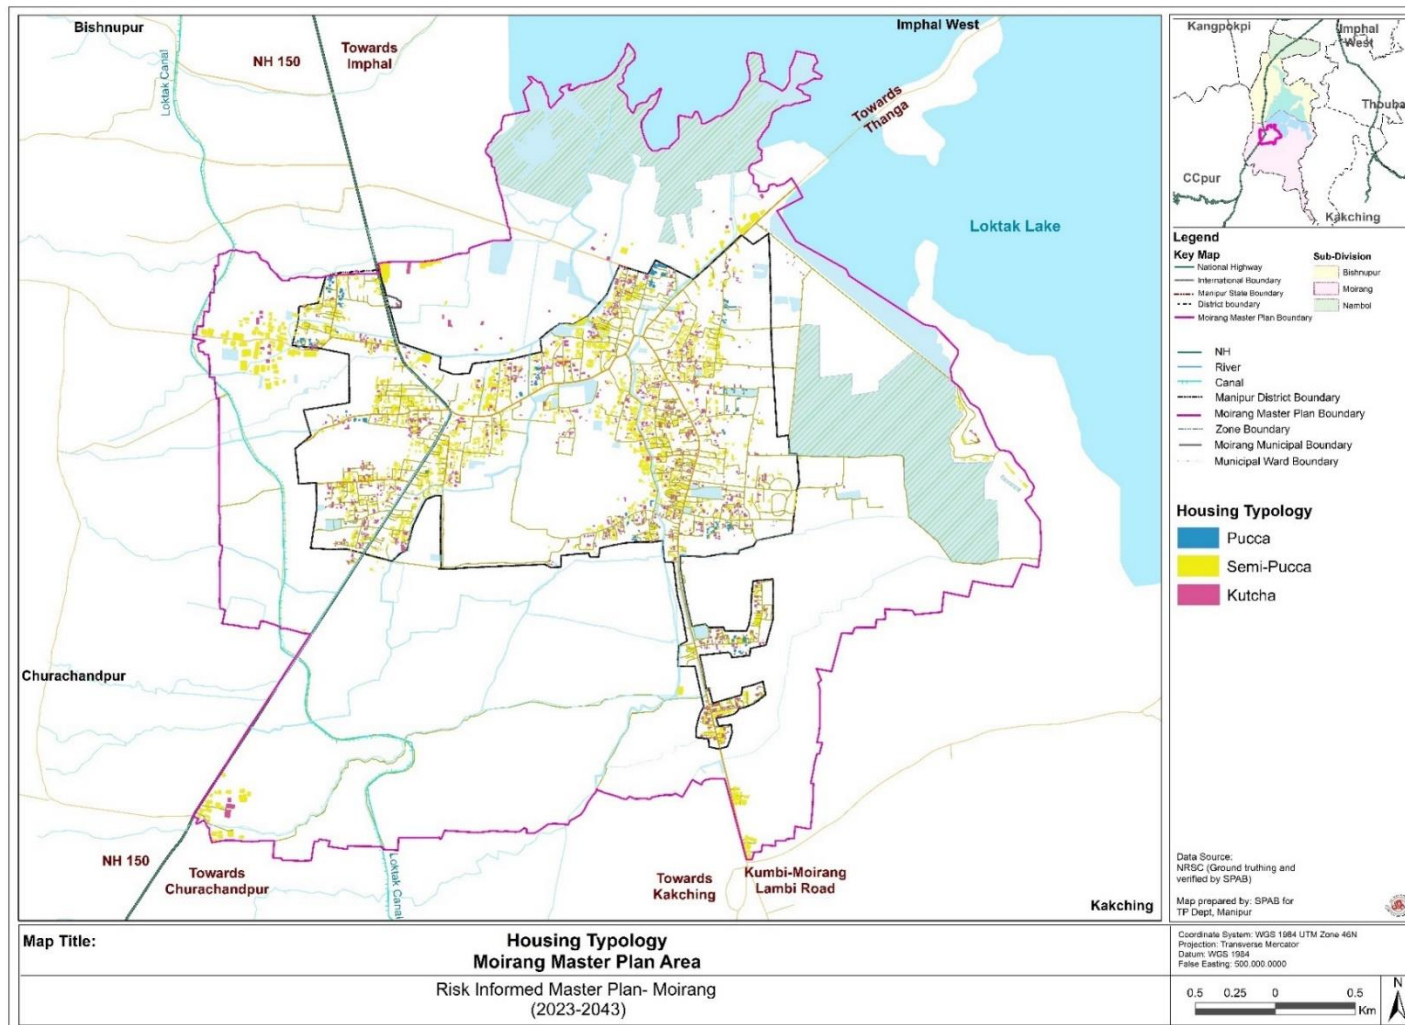 Bishnupur
NH 150
Towards
Imphal
Loktak Canal
Imphal West
Towards
Thanga
Loktak Lake
Churachandpur
NH 150
Towards
Churachandpur
Loktak Canal
Towards
Kakching
Kumbi-Moirang
Lambi Road
Kakching
Kangpokpi
Imphal
West
Thouba
CCpur
Kakching
Legend
Key Map
National Highway
International Boundary
Manipur State Boundary
District boundary
Moirang Master Plan Boundary
Sub-Division
Bishnupur
Moirang
Nambol
NH
River
Canal
Manipur District Boundary
Moirang Master Plan Boundary
Zone Boundary
Moirang Municipal Boundary
Municipal Ward Boundary
Housing Typology
Pucca
Semi-Pucca
Kutcha
Data Source:
NRSC (Ground truthing and
verified by SPAB)
Map prepared by: SPAB for
TP Dept, Manipur
Map Title:
Housing Typology
Moirang Master Plan Area
Risk Informed Master Plan- Moirang
(2023-2043)
Coordinate System: WGS 1984 UTM Zone 46N
Projection: Transverse Mercator
Datum: WGS 1984
False Easting: 500,000.0000
0.5 0.25 0 0.5
Km
N